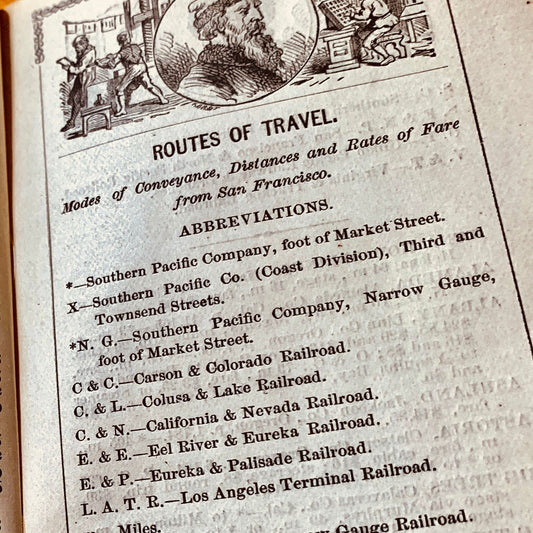 ROUTES OF TRAVEL.
Modes of Conveyance, Distances and Rates of Fare
from San Francisco.
ABBREVIATIONS.
*—Southern Pacific Company, foot of Market Street.
X—Southern Pacific Co. (Coast Division), Third and
Townsend Streets.
*N. G.—Southern Pacific Company, Narrow Gauge,
foot of Market Street.
C & C.—Carson & Colorado Railroad.
C. & L.—Colusa & Lake Railroad.
C. & N.—California & Nevada Railroad.
E. & E.—Eel River & Eureka Railroad.
E. & P.—Eureka & Palisade Railroad.
L. A. T. R.—Los Angeles Terminal Railroad.
Miles.
Gauge Railroad.